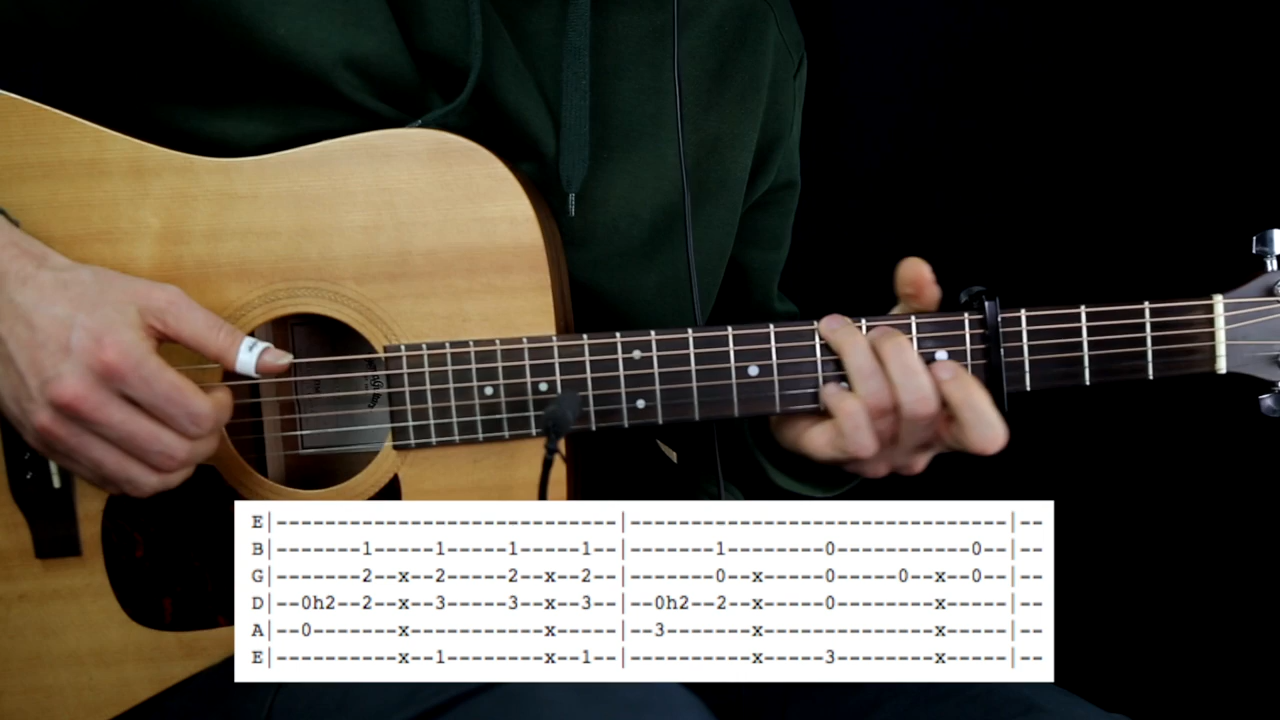 E|----------------------------|-------------------------------|--
B|-------1-----1-----1-----1--|-------1--------0-----------0--|--
G|-------2--x--2-----2--x--2--|-------0--x-----0-----0--x--0--|--
D|--0h2--2--x--3-----3--x--3--|--0h2--2--x-----0--------x-----|--
A|--0-------x-----------x-----|--3-------x--------------x-----|--
E|----------x--1--------x--1--|----------x-----3--------x-----|--